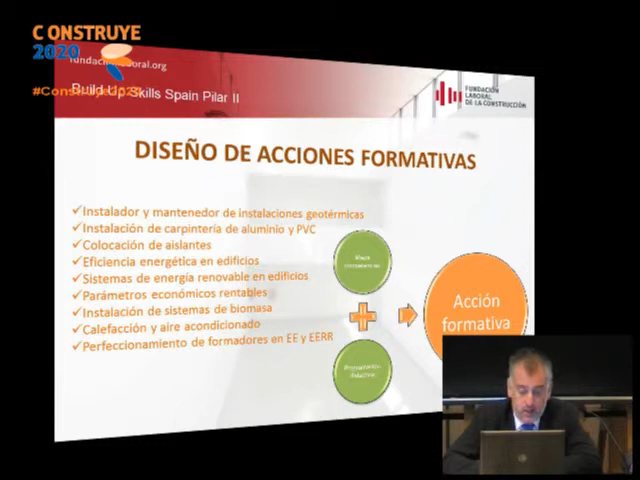 CONSTRUYE
2020
#Construye2020
fundacionlaboral.org
Build Up Skills Spain Pilar II
FUNDACIÓN
LABORAL
DE LA CONSTRUCCIÓN
DISEÑO DE ACCIONES FORMATIVAS
✓Instalador y mantenedor de instalaciones geotérmicas
✓Instalación de carpintería de aluminio y PVC
✓Colocación de aislantes
✓Eficiencia energética en edificios
✓Sistemas de energía renovable en edificios
✓Parámetros económicos rentables
✓Instalación de sistemas de biomasa
✓Calefacción y aire acondicionado
✓Perfeccionamiento de formadores en EE y EERR
Acción
formativa